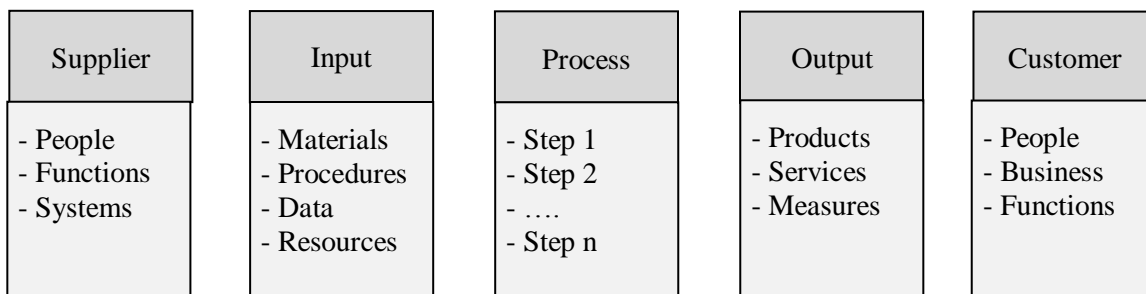 Supplier
- People
- Functions
- Systems
Input
- Materials
- Procedures
- Data
- Resources
Process
- Step 1
- Step 2
- ….
- Step n
Output
- Products
- Services
- Measures
Customer
- People
- Business
- Functions